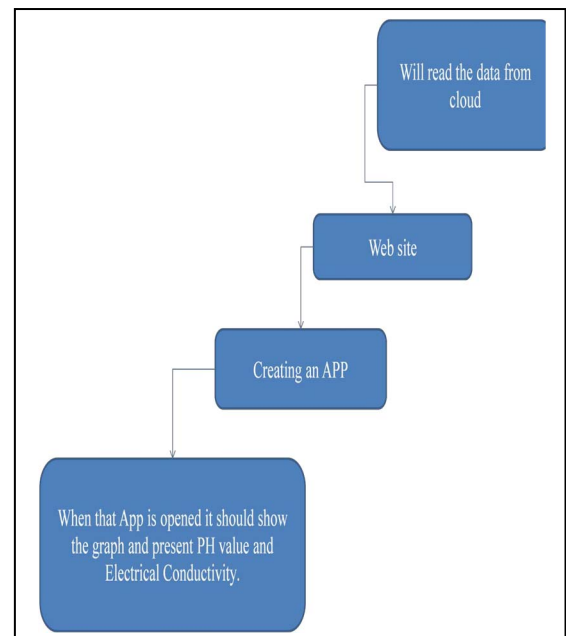 Will read the data from
cloud
Web site
Creating an APP
When that App is opened it should show
the graph and present PH value and
Electrical Conductivity.